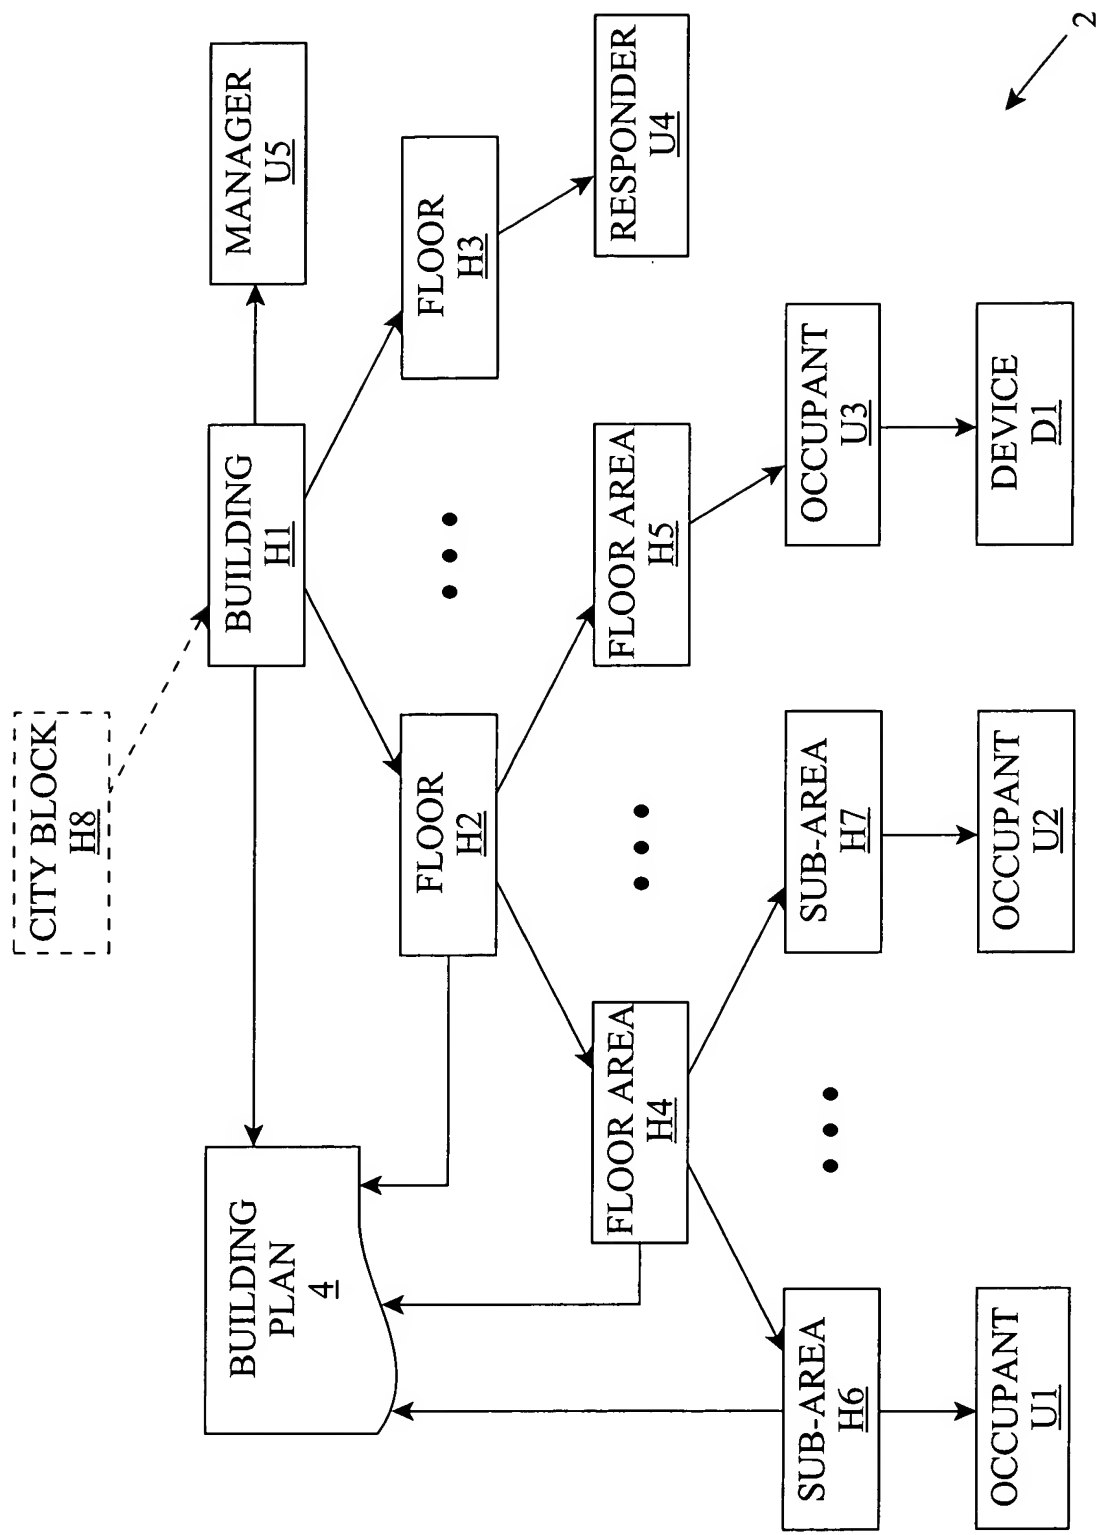 2
CITY BLOCK
H8
BUILDING
PLAN
4
BUILDING
H1
MANAGER
U5
FLOOR
H2
FLOOR
H3
FLOOR AREA
H4
FLOOR AREA
H5
RESPONDER
U4
SUB-AREA
H6
SUB-AREA
H7
OCCUPANT
U3
OCCUPANT
U1
OCCUPANT
U2
DEVICE
D1